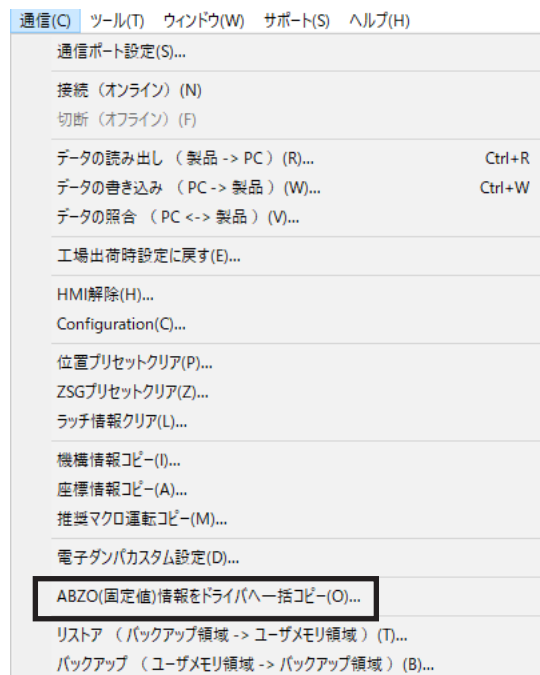 通信(C) ツール(T) ウィンドウ(W) サポート(S) ヘルプ(H)
通信ポート設定(S)...
接続（オンライン）(N)
切断（オフライン）(F)
データの読み出し （ 製品 -> PC ）(R)... Ctrl+R
データの書き込み （ PC -> 製品 ）(W)... Ctrl+W
データの照合 （ PC <-> 製品 ）(V)...
工場出荷時設定に戻す(E)...
HMI解除(H)...
Configuration(C)...
位置プリセットクリア(P)...
ZSGプリセットクリア(Z)...
ラッチ情報クリア(L)...
機構情報コピー(I)...
座標情報コピー(A)...
推奨マクロ運転コピー(M)...
電子ダンパカスタム設定(D)...
ABZO(固定値)情報をドライバへ一括コピー(O)...
リストア （ バックアップ領域 -> ユーザメモリ領域 ）(T)...
バックアップ （ ユーザメモリ領域 -> バックアップ領域 ）(B)...